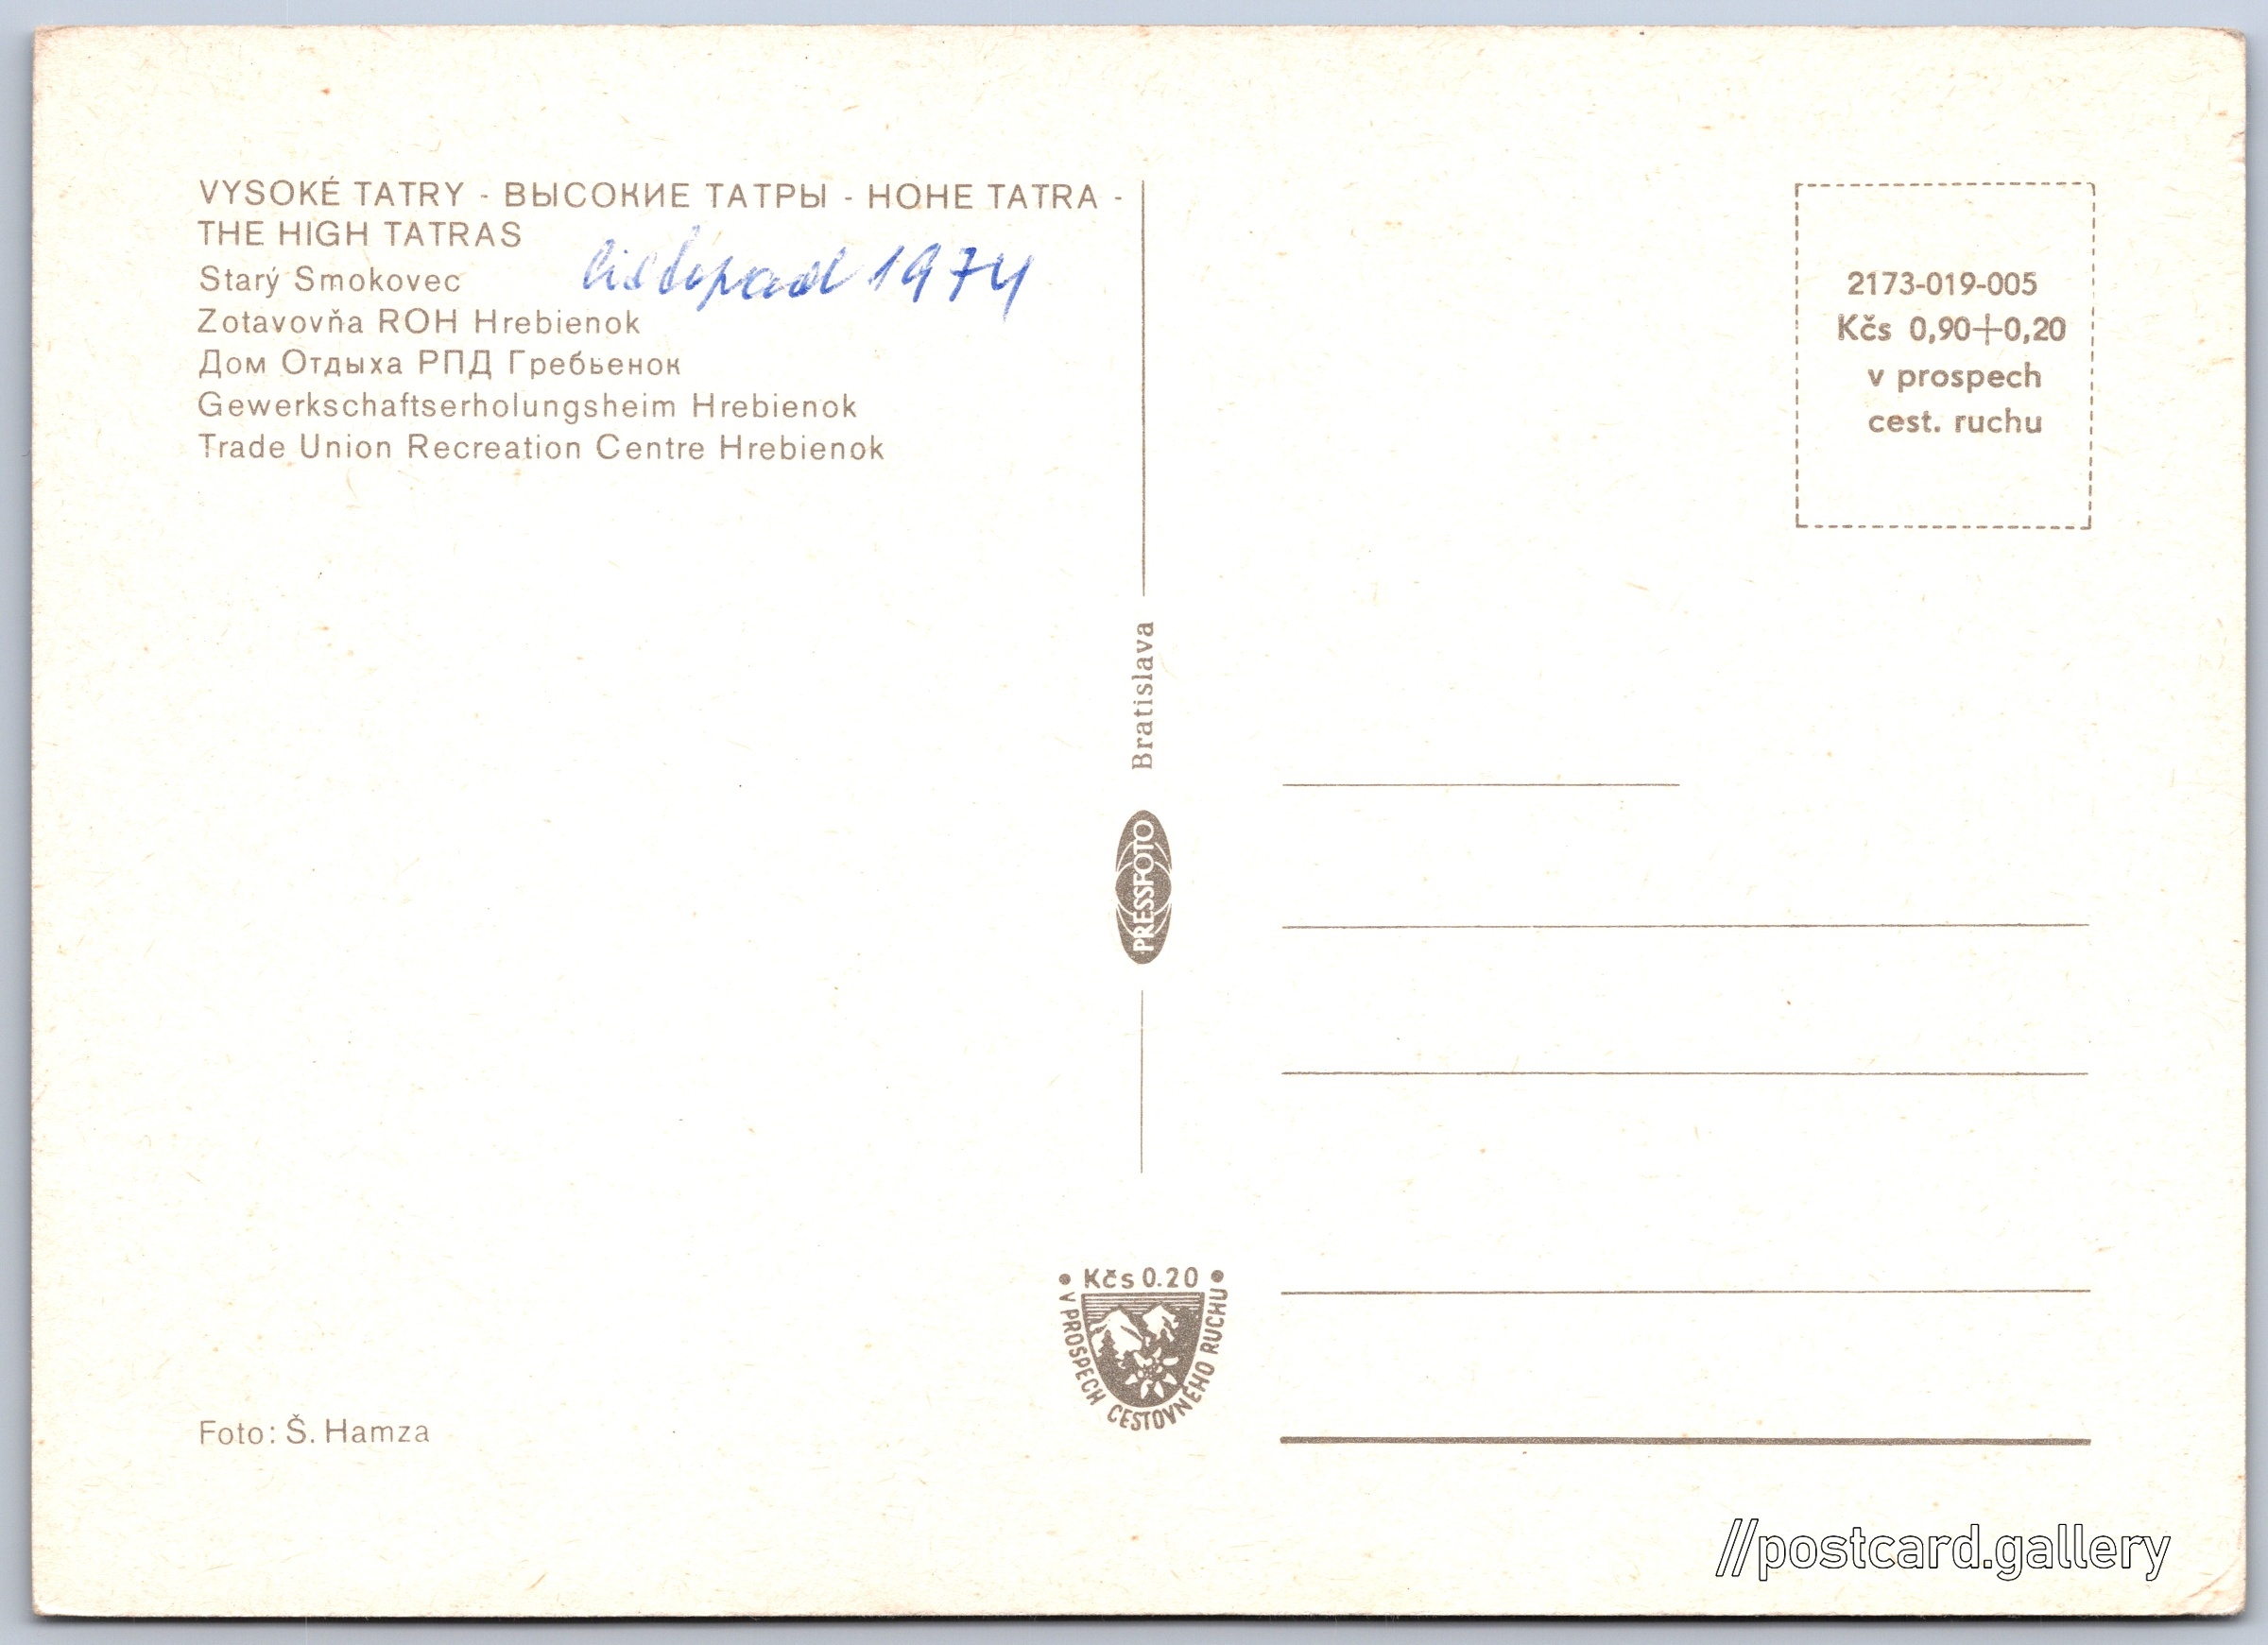 VYSOKÉ TATRY - ВЫСОКИЕ ТАТРЫ - HOHE TATRA -
THE HIGH TATRAS
listopad 1974
Starý Smokovec
Zotavovňa ROH Hrebienok
Дом Отдыха РПД Гребьенок
Gewerkschaftserholungsheim Hrebienok
Trade Union Recreation Centre Hrebienok
Foto: Š. Hamza
Bratislava
PRESSFOTO
• Kčs 0.20 •
V PROSPECH CESTOVNÉHO RUCHU
2173-019-005
Kčs 0,90+0,20
v prospech
cest. ruchu
//postcard.gallery